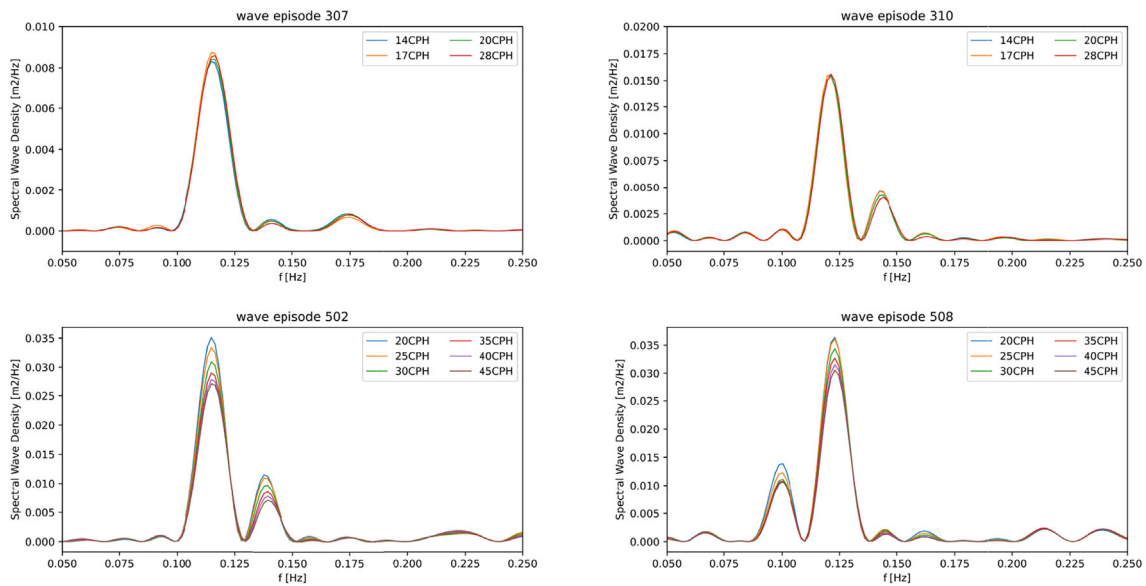 wave episode 307
0.010
0.008
0.006
0.004
0.002
0.000
Spectral Wave Density [m2/Hz]
14CPH 20CPH
17CPH 28CPH
0.050 0.075 0.100 0.125 0.150 0.175 0.200 0.225 0.250
f [Hz]
wave episode 310
0.0200
0.0175
0.0150
0.0125
0.0100
0.0075
0.0050
0.0025
0.0000
Spectral Wave Density [m2/Hz]
14CPH 20CPH
17CPH 28CPH
0.050 0.075 0.100 0.125 0.150 0.175 0.200 0.225 0.250
f [Hz]
wave episode 502
0.035
0.030
0.025
0.020
0.015
0.010
0.005
0.000
Spectral Wave Density [m2/Hz]
20CPH 35CPH
25CPH 40CPH
30CPH 45CPH
0.050 0.075 0.100 0.125 0.150 0.175 0.200 0.225 0.250
f [Hz]
wave episode 508
0.035
0.030
0.025
0.020
0.015
0.010
0.005
0.000
Spectral Wave Density [m2/Hz]
20CPH 35CPH
25CPH 40CPH
30CPH 45CPH
0.050 0.075 0.100 0.125 0.150 0.175 0.200 0.225 0.250
f [Hz]